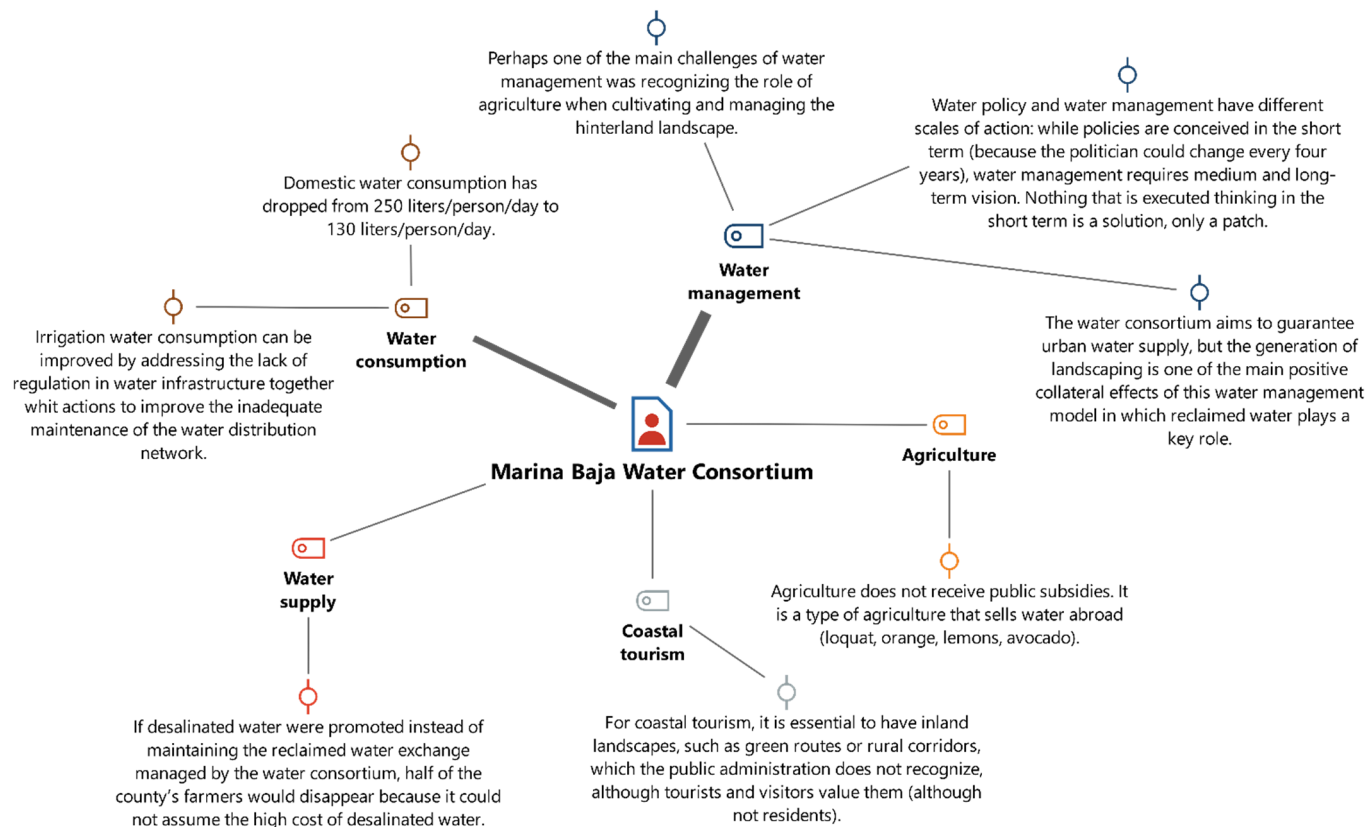 Perhaps one of the main challenges of water
management was recognizing the role of
agriculture when cultivating and managing the
hinterland landscape.
Water policy and water management have different
scales of action: while policies are conceived in the short
term (because the politician could change every four
years), water management requires medium and long-
term vision. Nothing that is executed thinking in the
short term is a solution, only a patch.
Domestic water consumption has
dropped from 250 liters/person/day to
130 liters/person/day.
Water
management
The water consortium aims to guarantee
urban water supply, but the generation of
landscaping is one of the main positive
collateral effects of this water management
model in which reclaimed water plays a
key role.
Water
consumption
Irrigation water consumption can be
improved by addressing the lack of
regulation in water infrastructure together
whit actions to improve the inadequate
maintenance of the water distribution
network.
Marina Baja Water Consortium
Agriculture
Agriculture does not receive public subsidies. It
is a type of agriculture that sells water abroad
(loquat, orange, lemons, avocado).
Water
supply
Coastal
tourism
If desalinated water were promoted instead of
maintaining the reclaimed water exchange
managed by the water consortium, half of the
county's farmers would disappear because it could
not assume the high cost of desalinated water.
For coastal tourism, it is essential to have inland
landscapes, such as green routes or rural corridors,
which the public administration does not recognize,
although tourists and visitors value them (although
not residents).